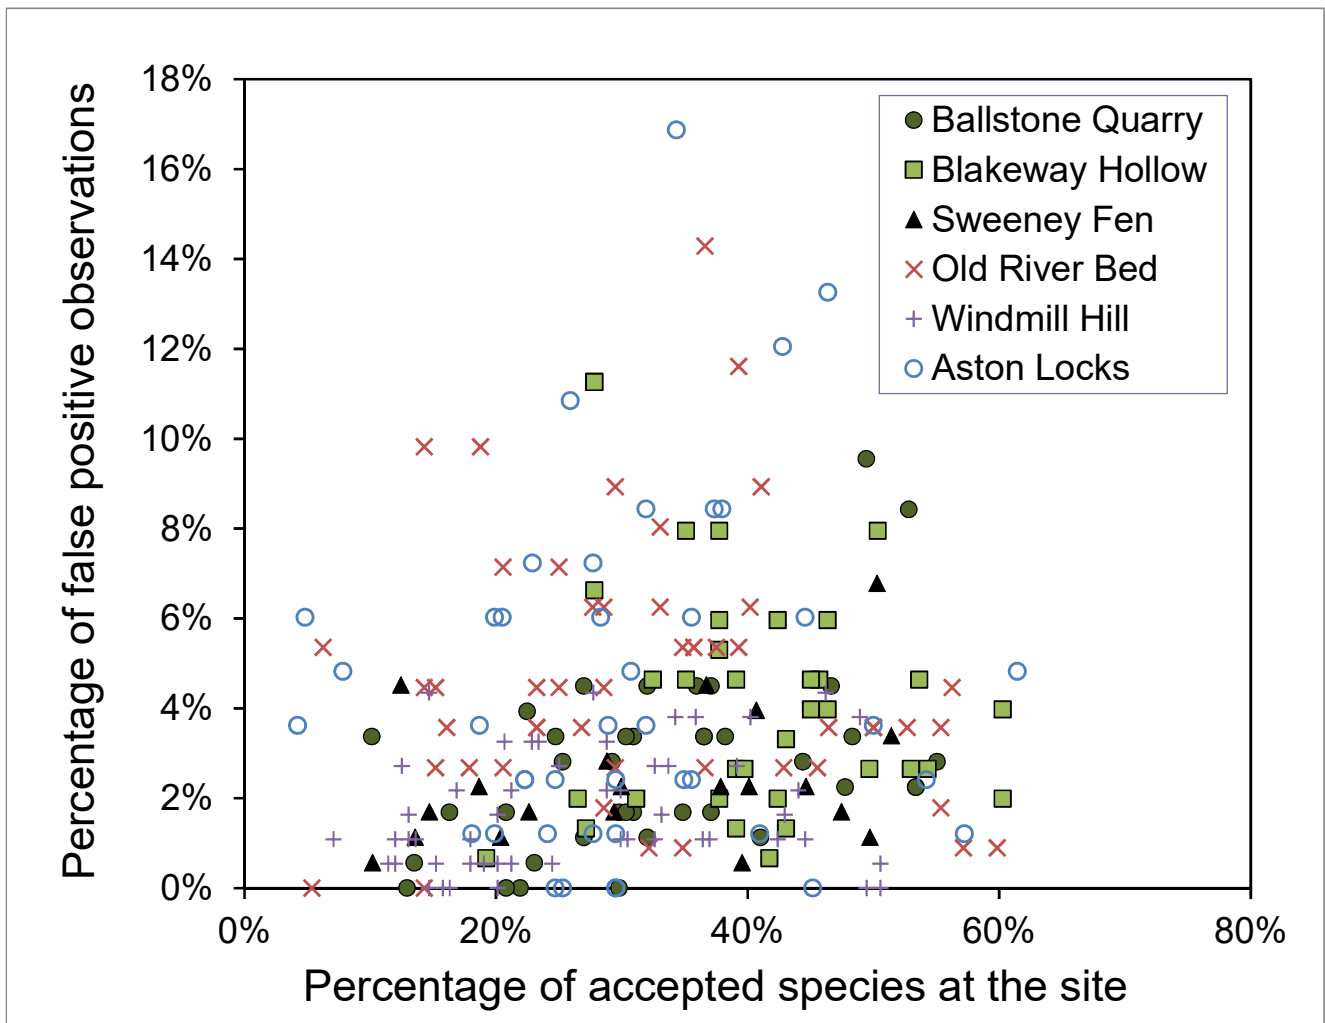 18%
16%
14%
12%
10%
8%
6%
4%
2%
0%
Percentage of false positive observations
Ballstone Quarry
Blakeway Hollow
Sweeney Fen
Old River Bed
Windmill Hill
Aston Locks
0% 20% 40% 60% 80%
Percentage of accepted species at the site